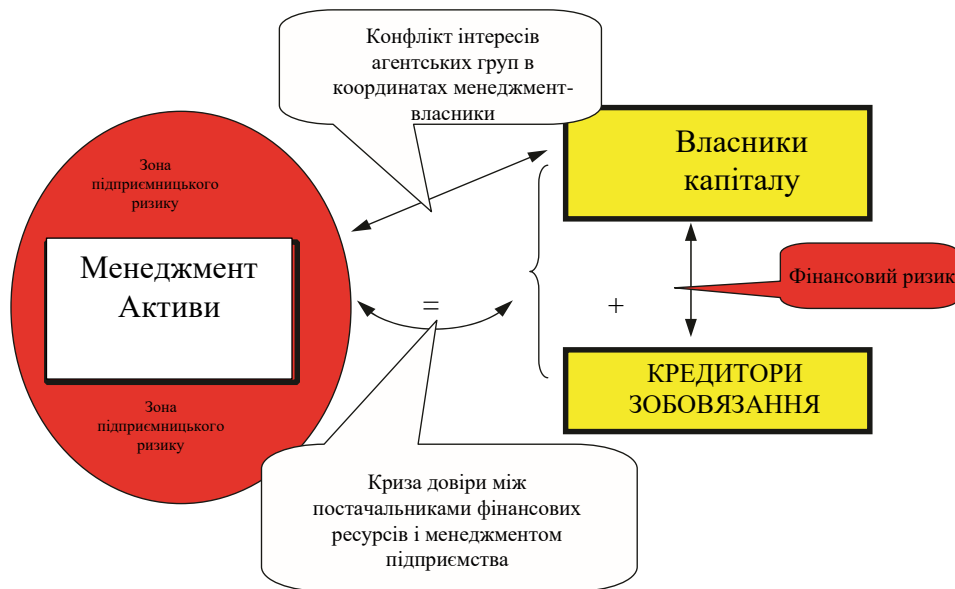 Конфлікт інтересів
агентських груп в
координатах менеджмент-
власники
Власники
капіталу
Зона
підприємницького
ризику
Менеджмент
Активи
=
+
Фінансовий ризик
КРЕДИТОРИ
ЗОБОВЯЗАННЯ
Зона
підприємницького
ризику
Криза довіри між
постачальниками фінансових
ресурсів і менеджментом
підприємства